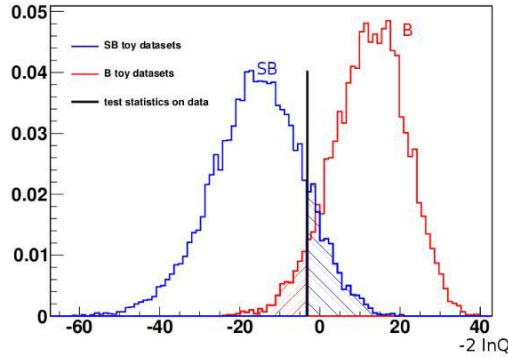 0.05
0.04
0.03
0.02
0.01
0
SB toy datasets
B toy datasets
test statistics on data
SB
B
-60 -40 -20 0 20 40
-2 lnQ